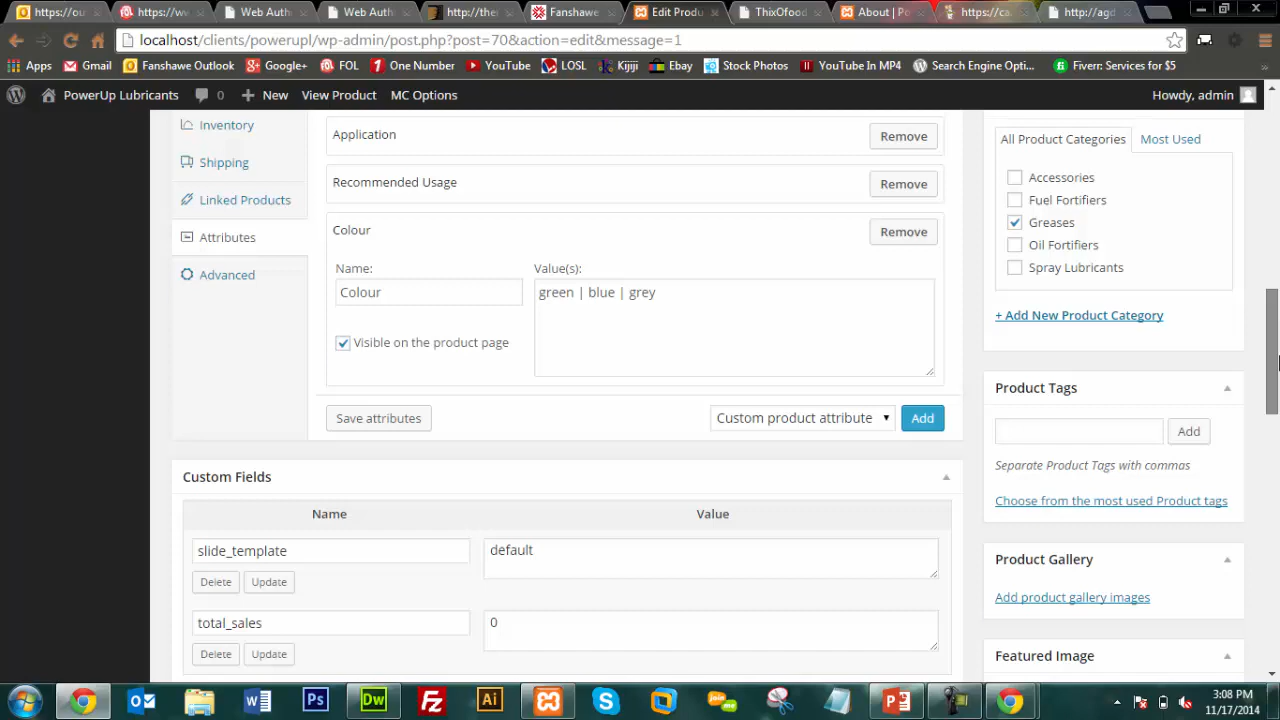 https://ou
https://ww
Web Auth
Web Auth
http://the
Fanshawe
Edit Produ
ThixOfood
About | Po
https://ca
http://agd
localhost/clients/powerupl/wp-admin/post.php?post=70&action=edit&message=1
Apps Gmail Fanshawe Outlook Google+ FOL One Number YouTube LOSL Kijiji Ebay Stock Photos YouTube In MP4 Search Engine Opti... Fiverr: Services for $5
PowerUp Lubricants 0 New View Product MC Options Howdy, admin
Inventory
Shipping
Linked Products
Attributes
Advanced
Application Remove
Recommended Usage Remove
Colour Remove
Name: Value(s):
Colour green | blue | grey
Visible on the product page
Save attributes Custom product attribute Add
Custom Fields
Name Value
slide_template default
Delete Update
total_sales 0
Delete Update
All Product Categories Most Used
Accessories
Fuel Fortifiers
Greases
Oil Fortifiers
Spray Lubricants
+ Add New Product Category
Product Tags
Add
Separate Product Tags with commas
Choose from the most used Product tags
Product Gallery
Add product gallery images
Featured Image
3:08 PM
11/17/2014